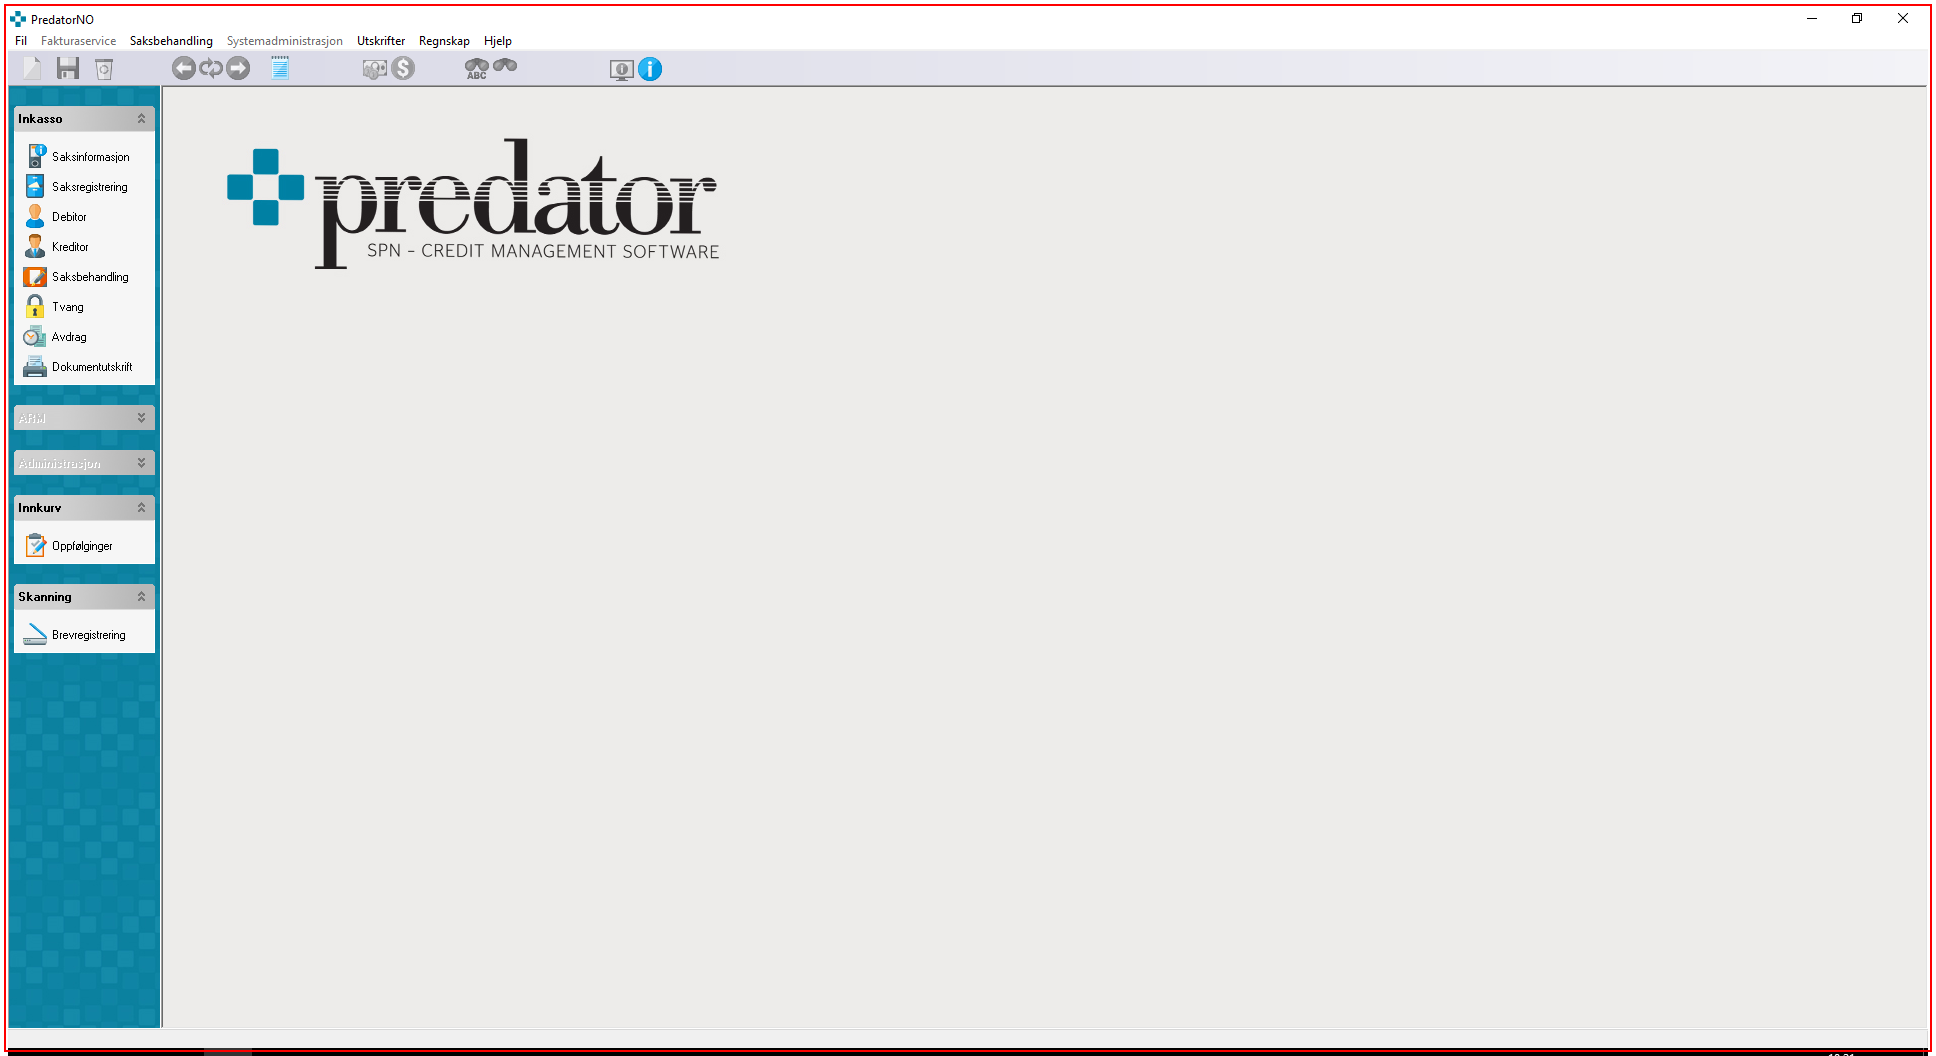 PredatorNO
Fil Fakturaservice Saksbehandling Systemadministrasjon Utskrifter Regnskap Hjelp
ABC
Inkasso
Saksinformasjon
Saksregistrering
Debitor
Kreditor
Saksbehandling
Tvang
Avdrag
Dokumentutskrift
ARM
Administrasjon
Innkurv
Oppfølginger
Skanning
Brevregistrering
predator
SPN - CREDIT MANAGEMENT SOFTWARE